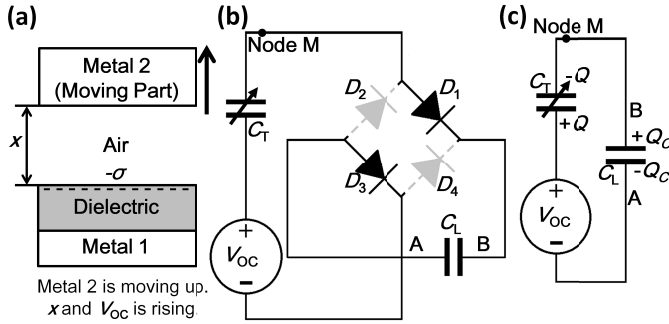 (a)
Metal 2
(Moving Part)
x
Air
-σ
Dielectric
Metal 1
Metal 2 is moving up.
x and VOC is rising.
(b)
Node M
CT
D2
D1
D3
D4
CL
A
B
+
VOC
−
(c)
Node M
CT
-Q
+Q
B
+QC
CL
-QC
A
+
VOC
−